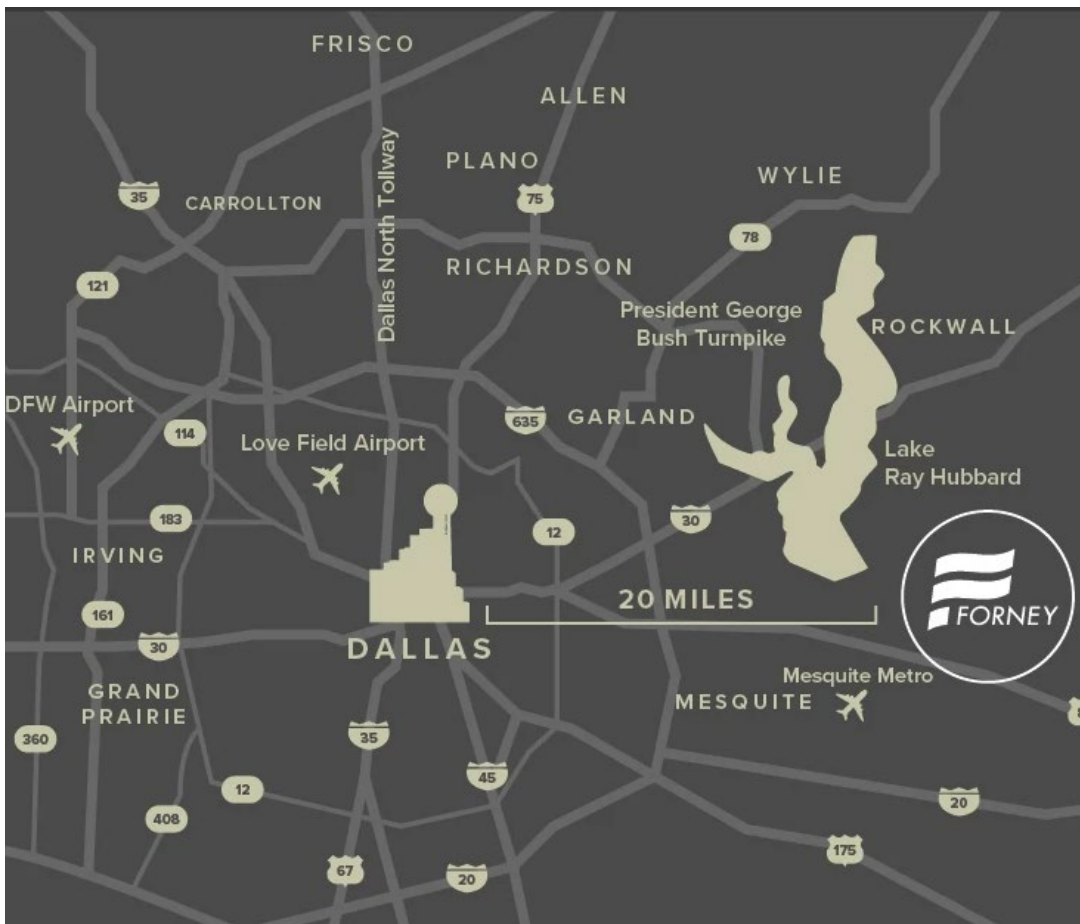 FRISCO
ALLEN
Dallas North Tollway
PLANO
WYLIE
35
75
CARROLLTON
78
RICHARDSON
121
President George
Bush Turnpike
ROCKWALL
DFW Airport
114
635
GARLAND
Love Field Airport
Lake
Ray Hubbard
183
12
30
IRVING
20 MILES
FORNEY
161
30
DALLAS
Mesquite Metro
GRAND
PRAIRIE
MESQUITE
360
35
45
12
20
408
175
67
20